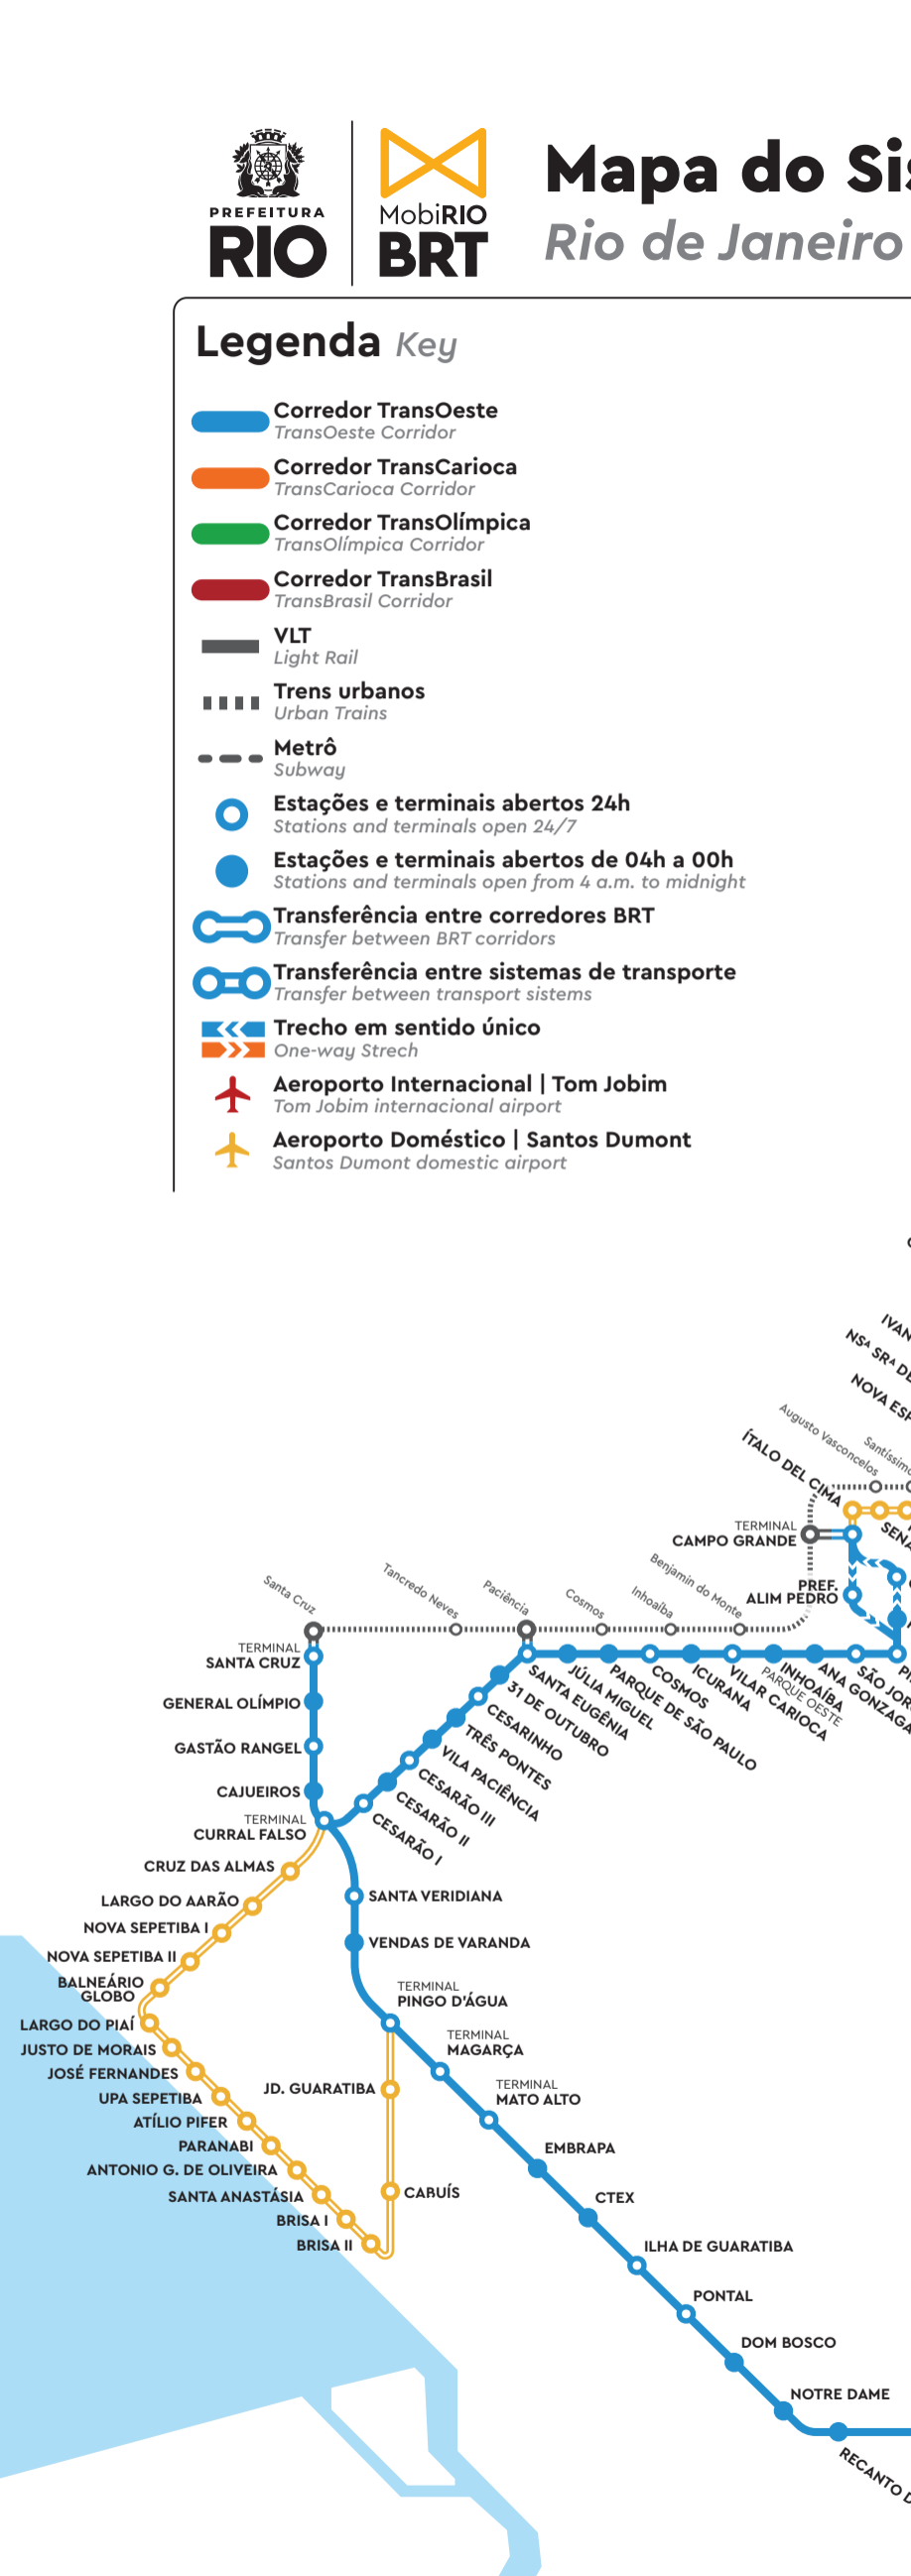 PREFEITURA
RIO
MobiRIO
BRT
Mapa do Sis
Rio de Janeiro
Legenda Key
Corredor TransOeste
TransOeste Corridor
Corredor TransCarioca
TransCarioca Corridor
Corredor TransOlímpica
TransOlímpica Corridor
Corredor TransBrasil
TransBrasil Corridor
VLT
Light Rail
Trens urbanos
Urban Trains
Metrô
Subway
Estações e terminais abertos 24h
Stations and terminals open 24/7
Estações e terminais abertos de 04h a 00h
Stations and terminals open from 4 a.m. to midnight
Transferência entre corredores BRT
Transfer between BRT corridors
Transferência entre sistemas de transporte
Transfer between transport sistems
Trecho em sentido único
One-way Strech
Aeroporto Internacional | Tom Jobim
Tom Jobim internacional airport
Aeroporto Doméstico | Santos Dumont
Santos Dumont domestic airport
IVAN
NSª SRª DE
NOVA ESP
Augusto Vasconcelos
Santíssimo
ÍTALO DEL CIMA
SENA
TERMINAL
CAMPO GRANDE
PREF.
ALIM PEDRO
Santa Cruz
Tancredo Neves
Paciência
Cosmos
Inhoaíba
Benjamin do Monte
TERMINAL
SANTA CRUZ
GENERAL OLÍMPIO
GASTÃO RANGEL
CAJUEIROS
TERMINAL
CURRAL FALSO
SANTA EUGÊNIA
JÚLIA MIGUEL
PARQUE DE SÃO PAULO
COSMOS
ICURANA
VILAR CARIOCA
INHOAÍBA
PARQUE OESTE
ANA GONZAGA
SÃO JOR
31 DE OUTUBRO
CESARINHO
TRÊS PONTES
VILA PACIÊNCIA
CESARÃO III
CESARÃO II
CESARÃO I
CRUZ DAS ALMAS
LARGO DO AARÃO
NOVA SEPETIBA I
NOVA SEPETIBA II
BALNEÁRIO
GLOBO
LARGO DO PIAÍ
JUSTO DE MORAIS
JOSÉ FERNANDES
UPA SEPETIBA
ATÍLIO PIFER
PARANABI
ANTONIO G. DE OLIVEIRA
SANTA ANASTÁSIA
BRISA I
BRISA II
SANTA VERIDIANA
VENDAS DE VARANDA
TERMINAL
PINGO D'ÁGUA
TERMINAL
MAGARÇA
TERMINAL
MATO ALTO
JD. GUARATIBA
CABUÍS
EMBRAPA
CTEX
ILHA DE GUARATIBA
PONTAL
DOM BOSCO
NOTRE DAME
RECANTO D